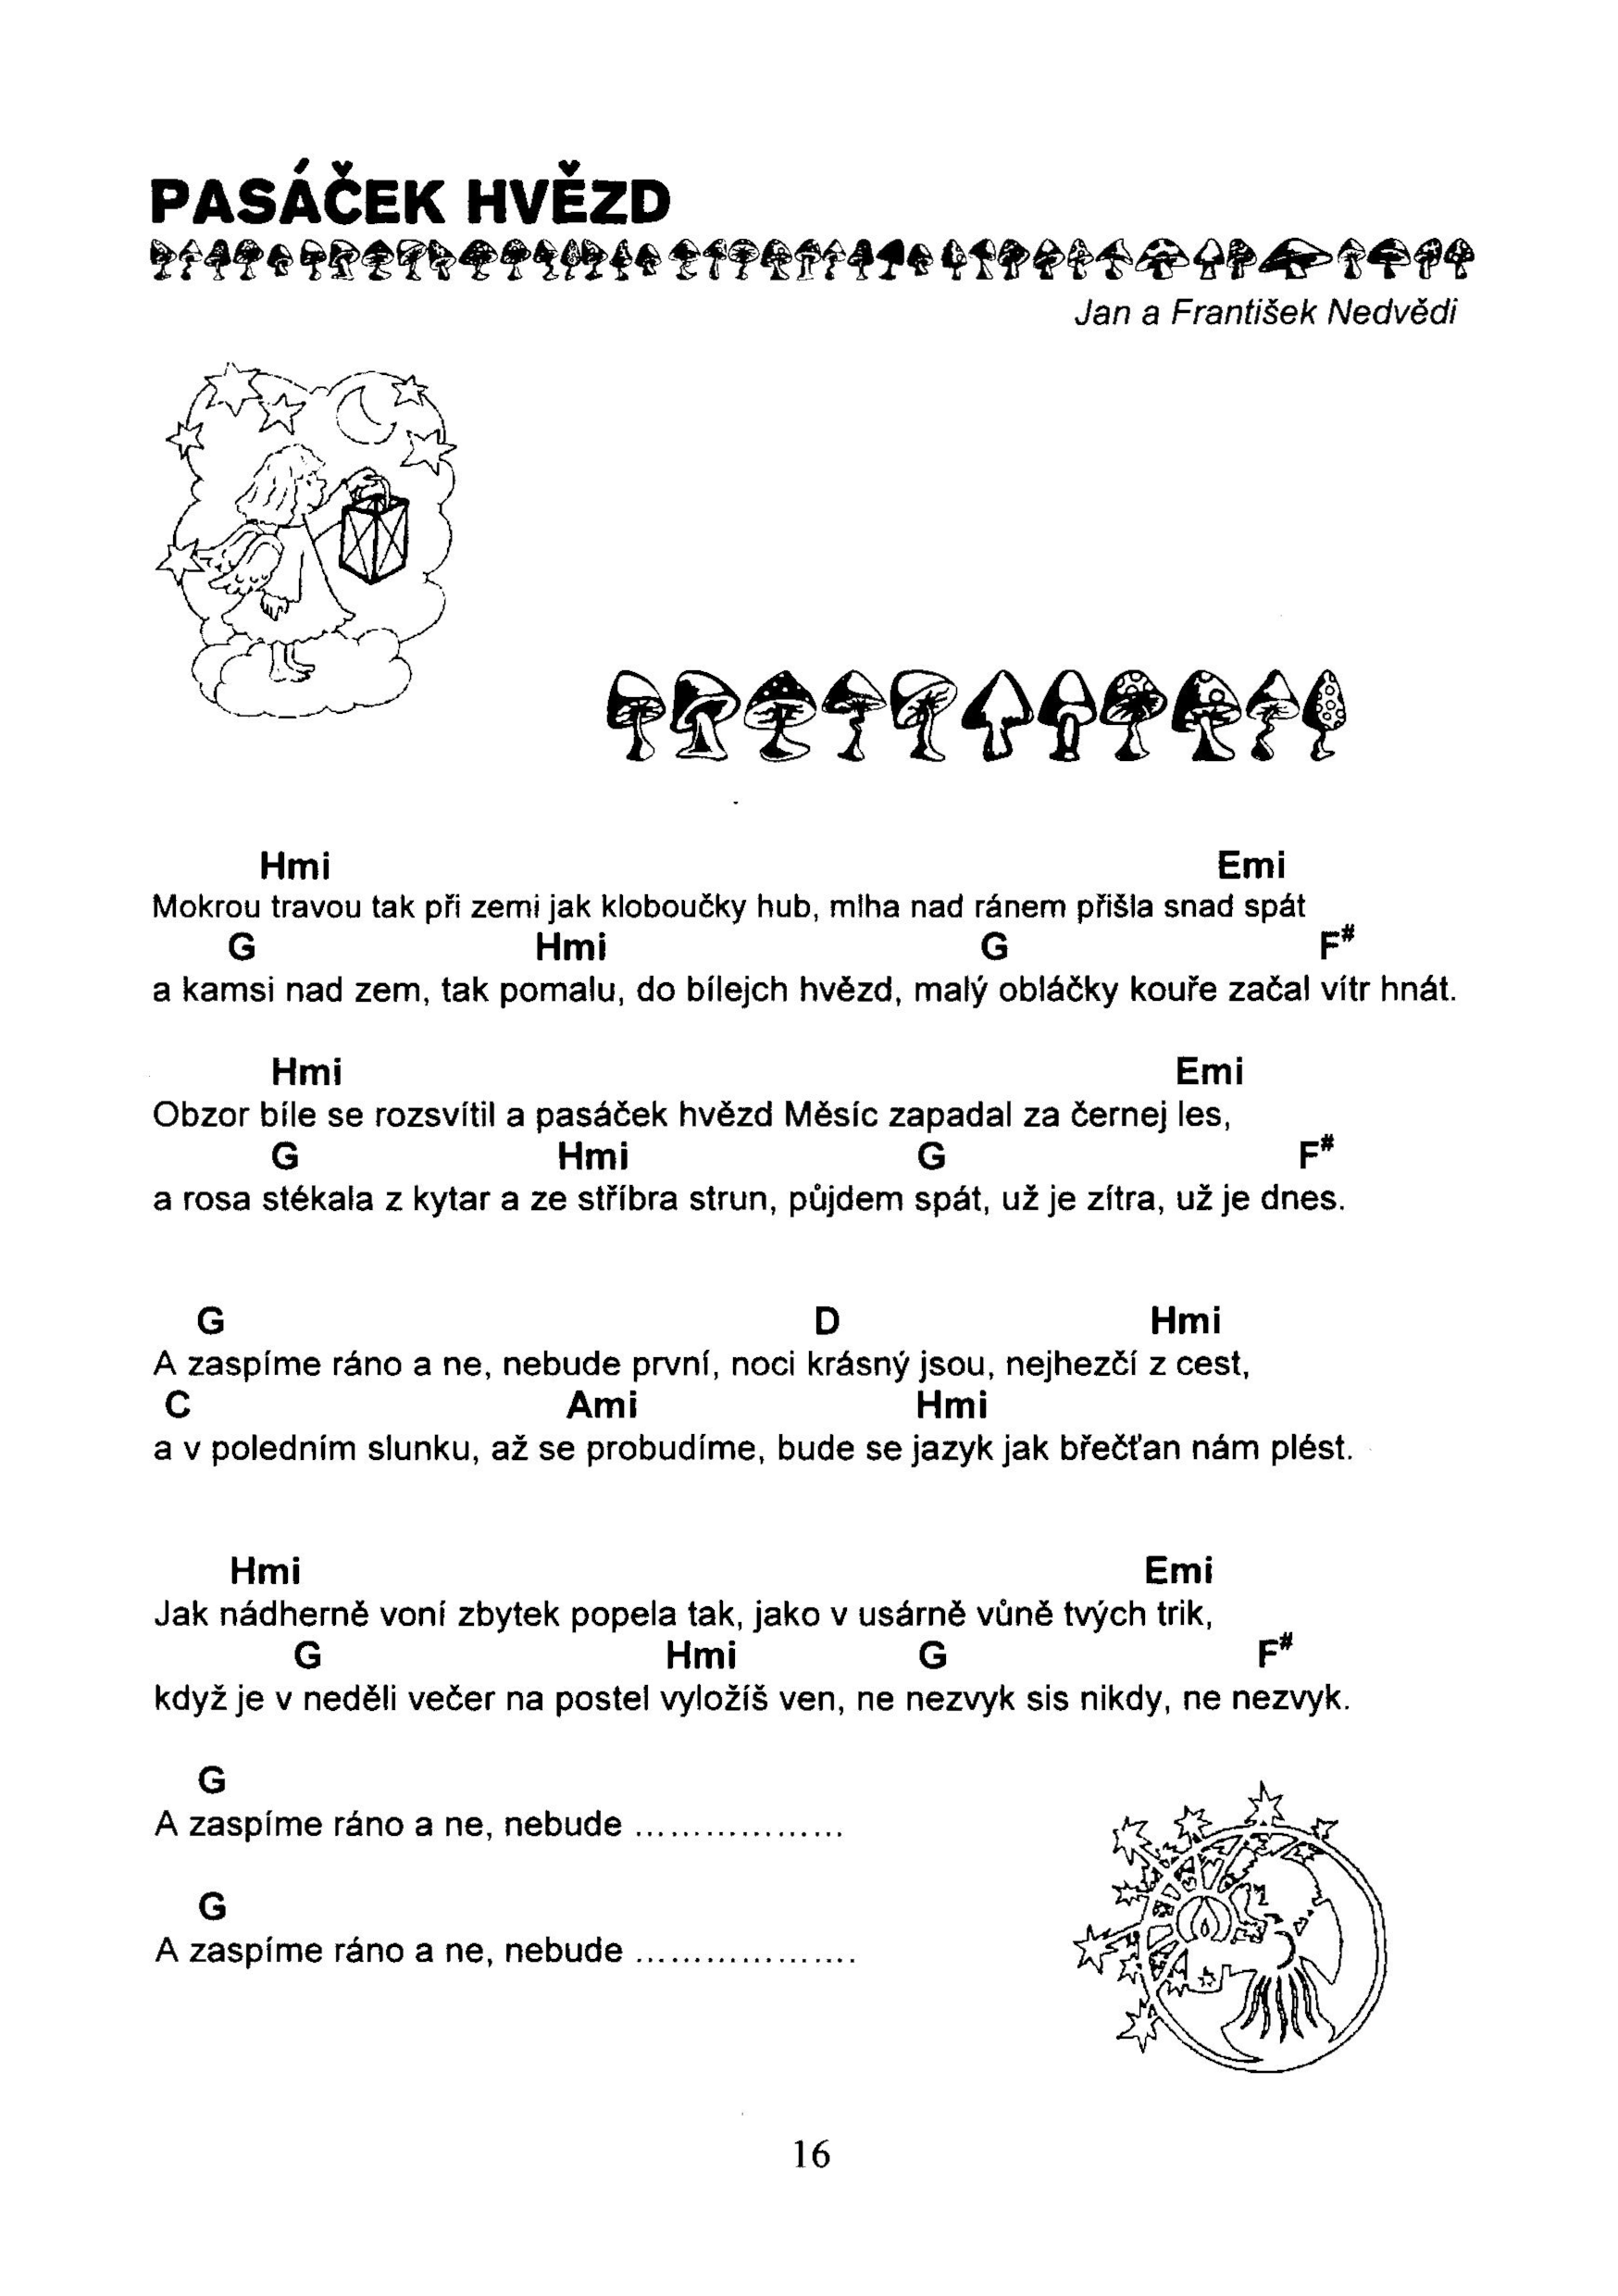 PASÁČEK HVĚZD
Jan a František Nedvědi
Hmi Emi
Mokrou travou tak při zemi jak kloboučky hub, mlha nad ránem přišla snad spát
G Hmi G F#
a kamsi nad zem, tak pomalu, do bílejch hvězd, malý obláčky kouře začal vítr hnát.
Hmi Emi
Obzor bíle se rozsvítil a pasáček hvězd Měsíc zapadal za černej les,
G Hmi G F#
a rosa stékala z kytar a ze stříbra strun, půjdem spát, už je zítra, už je dnes.
G D Hmi
A zaspíme ráno a ne, nebude první, noci krásný jsou, nejhezčí z cest,
C Ami Hmi
a v poledním slunku, až se probudíme, bude se jazyk jak břečťan nám plést.
Hmi Emi
Jak nádherně voní zbytek popela tak, jako v usárně vůně tvých trik,
G Hmi G F#
když je v neděli večer na postel vyložíš ven, ne nezvyk sis nikdy, ne nezvyk.
G
A zaspíme ráno a ne, nebude ..................
G
A zaspíme ráno a ne, nebude ...................
16